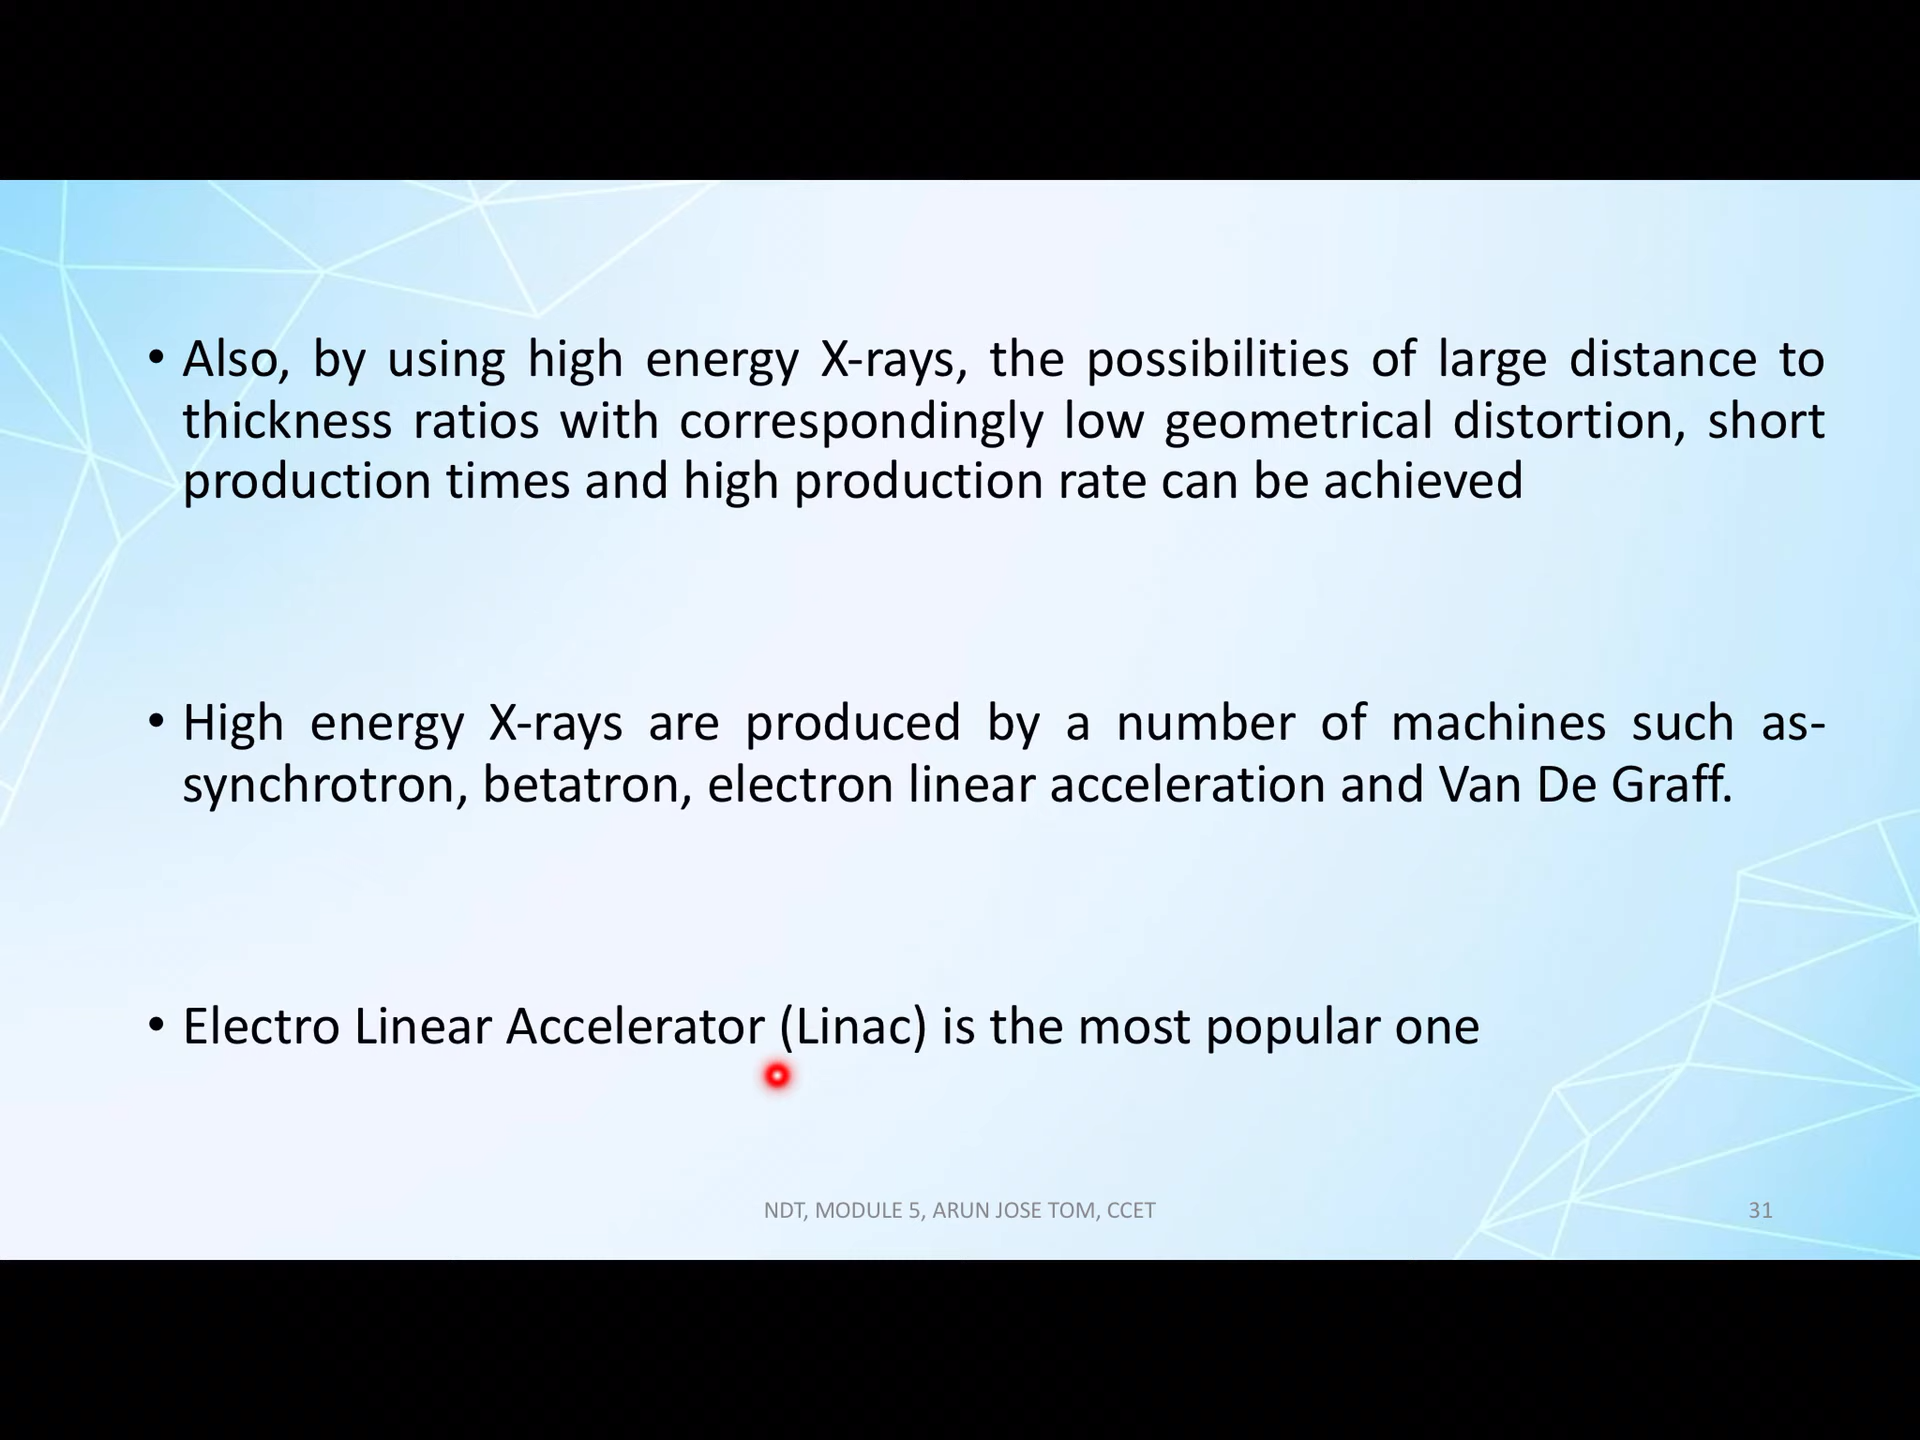 • Also, by using high energy X-rays, the possibilities of large distance to
thickness ratios with correspondingly low geometrical distortion, short
production times and high production rate can be achieved
• High energy X-rays are produced by a number of machines such as-
synchrotron, betatron, electron linear acceleration and Van De Graff.
• Electro Linear Accelerator (Linac) is the most popular one
NDT, MODULE 5, ARUN JOSE TOM, CCET
31